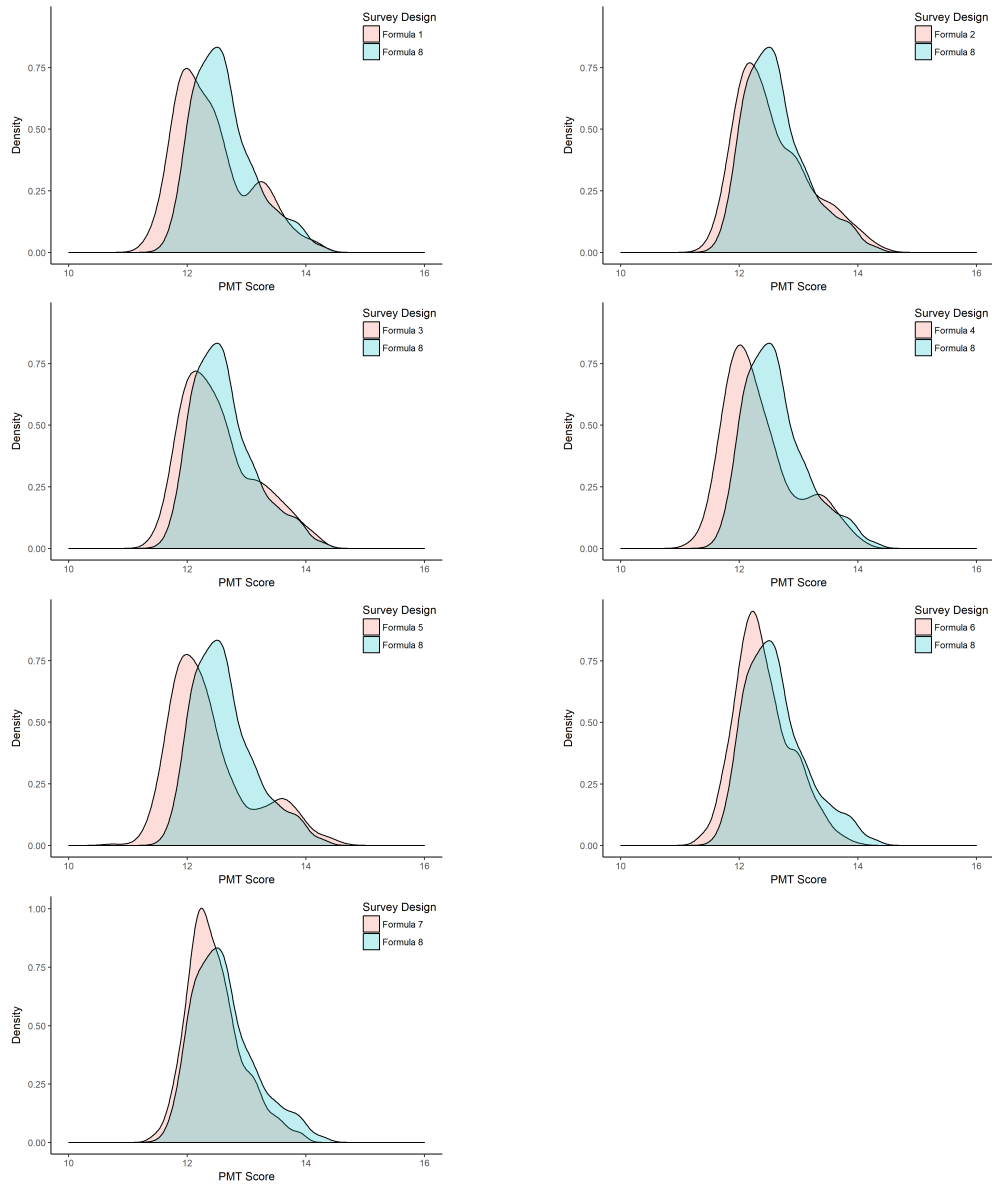 Survey Design
Formula 1
Formula 8
0.75
0.50
0.25
0.00
Density
10 12 14 16
PMT Score
Survey Design
Formula 2
Formula 8
0.75
0.50
0.25
0.00
Density
10 12 14 16
PMT Score
Survey Design
Formula 3
Formula 8
0.75
0.50
0.25
0.00
Density
10 12 14 16
PMT Score
Survey Design
Formula 4
Formula 8
0.75
0.50
0.25
0.00
Density
10 12 14 16
PMT Score
Survey Design
Formula 5
Formula 8
0.75
0.50
0.25
0.00
Density
10 12 14 16
PMT Score
Survey Design
Formula 6
Formula 8
0.75
0.50
0.25
0.00
Density
10 12 14 16
PMT Score
Survey Design
Formula 7
Formula 8
1.00
0.75
0.50
0.25
0.00
Density
10 12 14 16
PMT Score